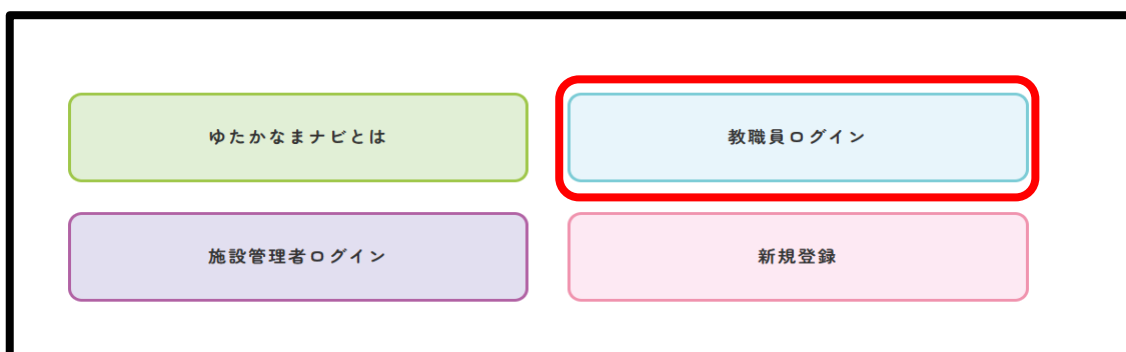 ゆたかなまナビとは
教職員ログイン
施設管理者ログイン
新規登録